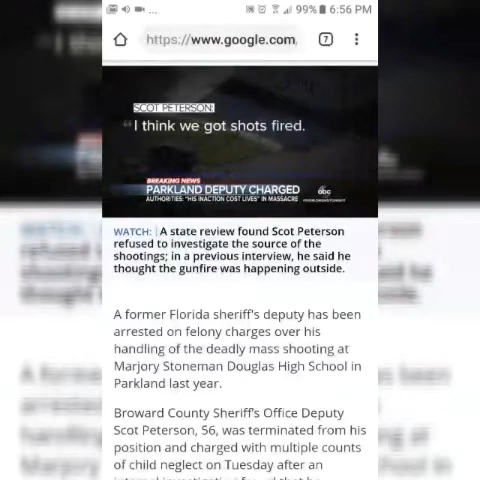 99% 6:56 PM
https://www.google.com,
7
SCOT PETERSON:
"I think we got shots fired.
BREAKING NEWS
PARKLAND DEPUTY CHARGED
AUTHORITIES: "HIS INACTION COST LIVES" IN MASSACRE
abc
WATCH: | A state review found Scot Peterson
refused to investigate the source of the
shootings; in a previous interview, he said he
thought the gunfire was happening outside.
A former Florida sheriff's deputy has been
arrested on felony charges over his
handling of the deadly mass shooting at
Marjory Stoneman Douglas High School in
Parkland last year.
Broward County Sheriff's Office Deputy
Scot Peterson, 56, was terminated from his
position and charged with multiple counts
of child neglect on Tuesday after an